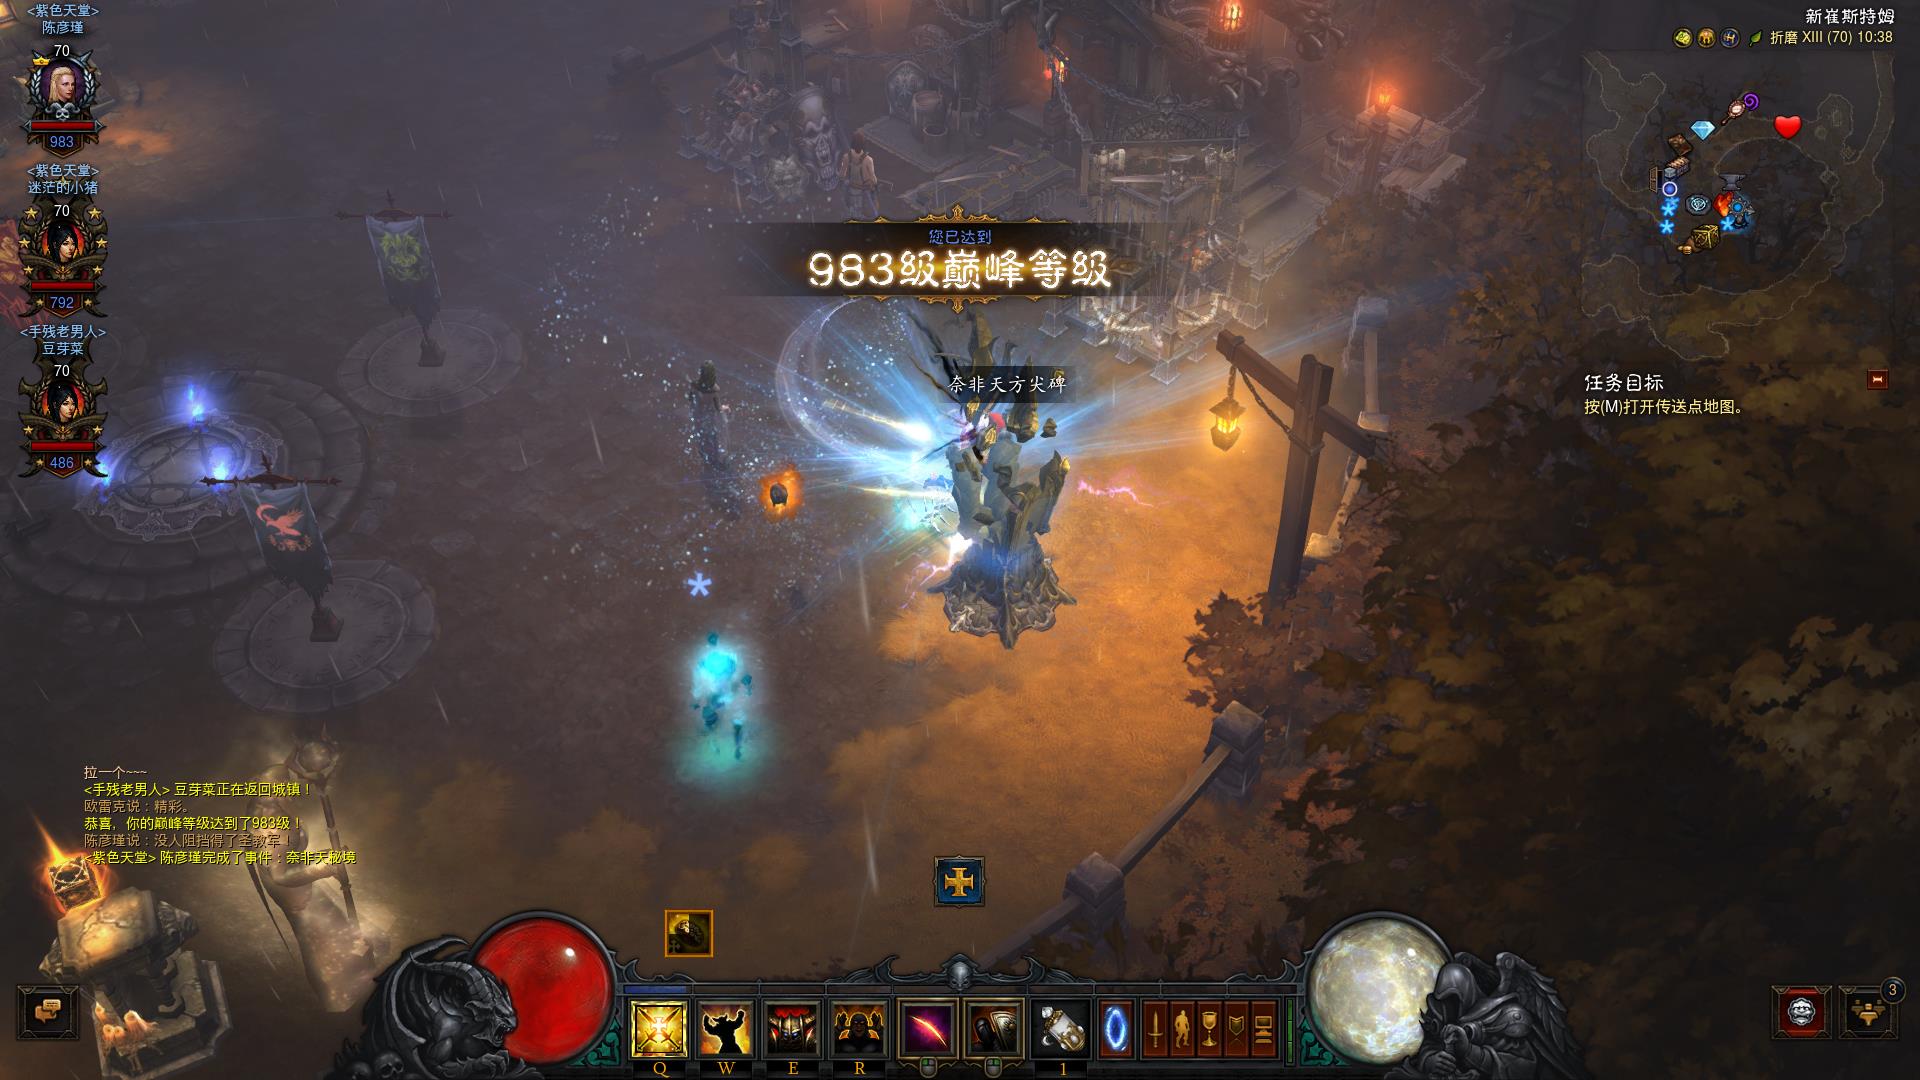 <紫色天堂>
陈彦瑾
70
983
<紫色天堂>
迷茫的小猪
70
792
<手残老男人>
豆芽菜
70
486
新崔斯特姆
折磨 XIII (70) 10:38
您已达到
983级巅峰等级
奈非天方尖碑
任务目标
按(M)打开传送点地图。
拉一个~~~
<手残老男人> 豆芽菜正在返回城镇！
欧雷克说：精彩。
恭喜，你的巅峰等级达到了983级！
陈彦瑾说：没人阻挡得了圣教军！
<紫色天堂> 陈彦瑾完成了事件：奈非天秘境
Q W E R 1
3